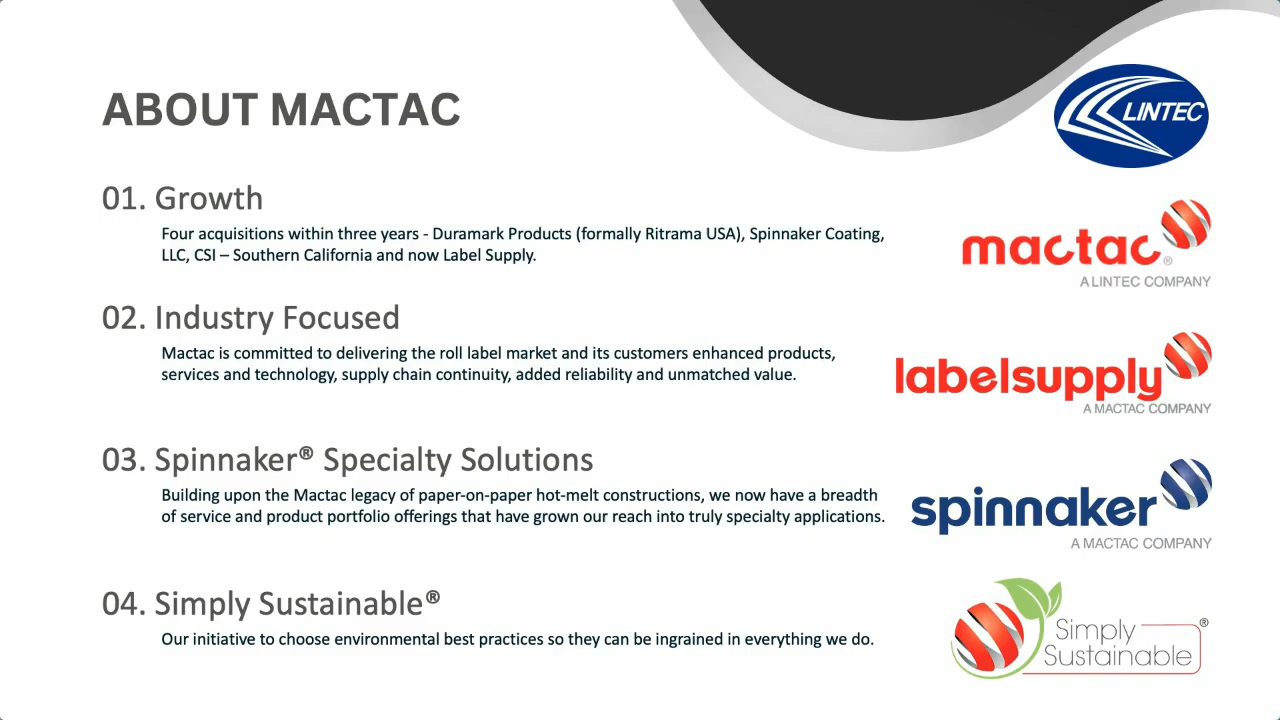 LINTEC
ABOUT MACTAC
01. Growth
Four acquisitions within three years - Duramark Products (formally Ritrama USA), Spinnaker Coating,
LLC, CSI – Southern California and now Label Supply.
mactac®
A LINTEC COMPANY
02. Industry Focused
Mactac is committed to delivering the roll label market and its customers enhanced products,
services and technology, supply chain continuity, added reliability and unmatched value.
labelsupply
A MACTAC COMPANY
03. Spinnaker® Specialty Solutions
Building upon the Mactac legacy of paper-on-paper hot-melt constructions, we now have a breadth
of service and product portfolio offerings that have grown our reach into truly specialty applications.
spinnaker
A MACTAC COMPANY
04. Simply Sustainable®
Our initiative to choose environmental best practices so they can be ingrained in everything we do.
Simply ®
Sustainable